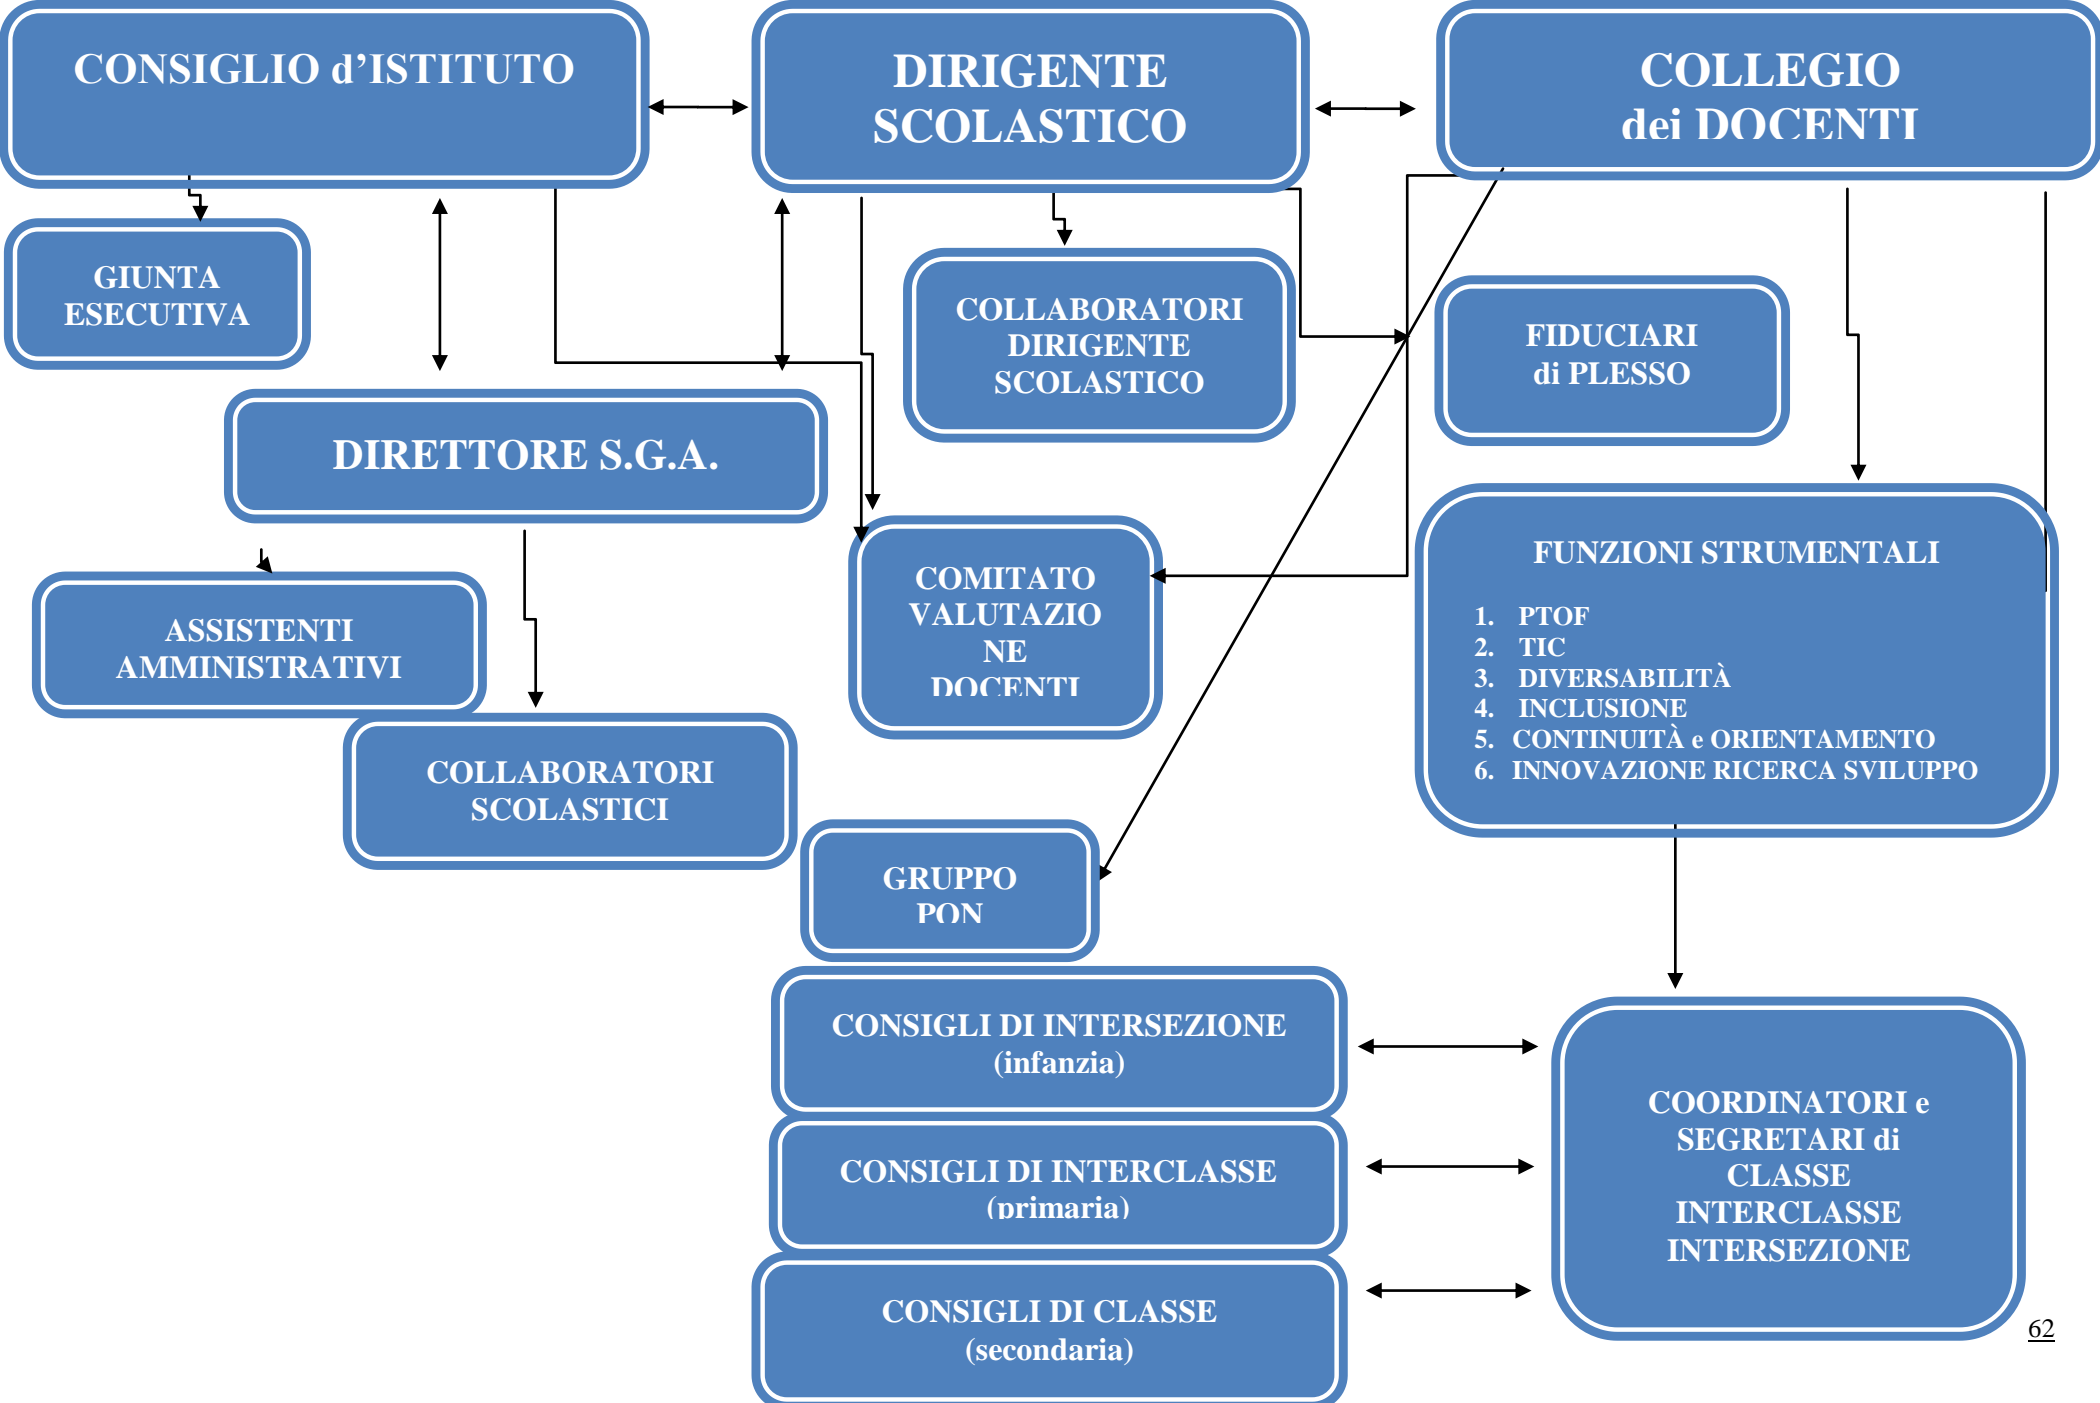 CONSIGLIO d’ISTITUTO
DIRIGENTE
SCOLASTICO
COLLEGIO
dei DOCENTI
GIUNTA
ESECUTIVA
COLLABORATORI
DIRIGENTE
SCOLASTICO
FIDUCIARI
di PLESSO
DIRETTORE S.G.A.
COMITATO
VALUTAZIO
NE
DOCENTI
FUNZIONI STRUMENTALI
1. PTOF
2. TIC
3. DIVERSABILITÀ
4. INCLUSIONE
5. CONTINUITÀ e ORIENTAMENTO
6. INNOVAZIONE RICERCA SVILUPPO
ASSISTENTI
AMMINISTRATIVI
COLLABORATORI
SCOLASTICI
GRUPPO
PON
CONSIGLI DI INTERSEZIONE
(infanzia)
CONSIGLI DI INTERCLASSE
(primaria)
CONSIGLI DI CLASSE
(secondaria)
COORDINATORI e
SEGRETARI di
CLASSE
INTERCLASSE
INTERSEZIONE
62